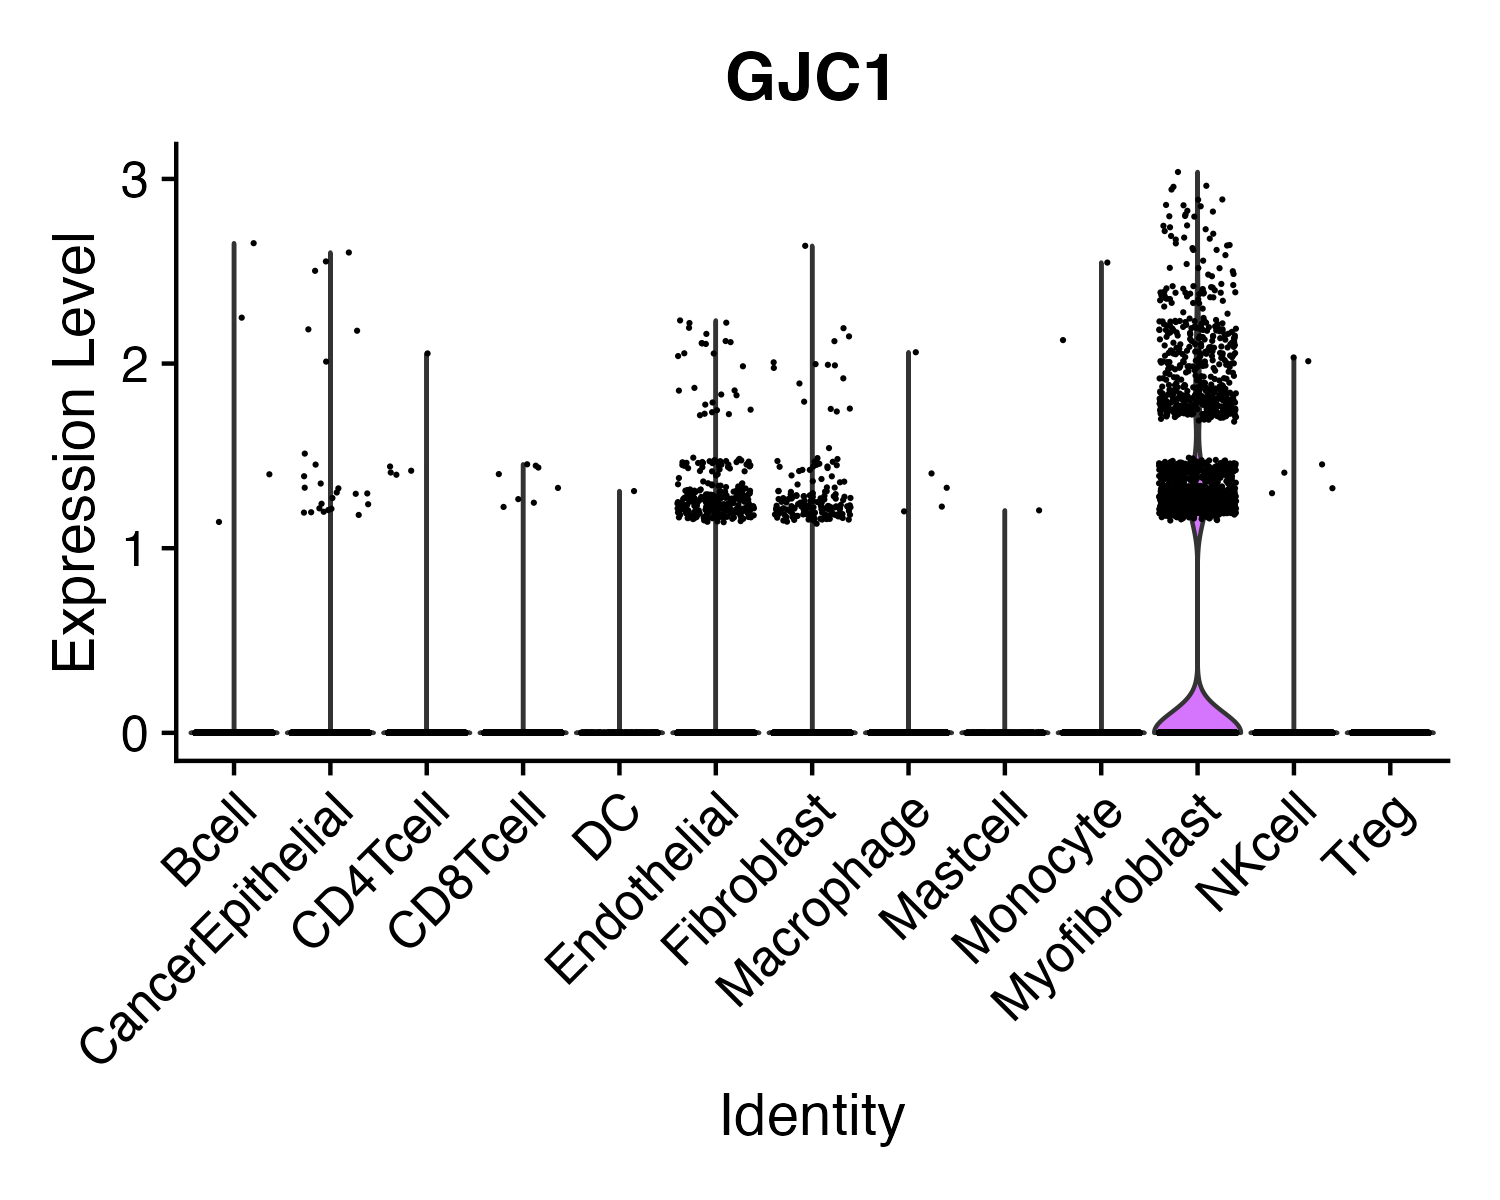 GJC1
Expression Level
3
2
1
0
Bcell
CancerEpithelial
CD4Tcell
CD8Tcell
DC
Endothelial
Fibroblast
Macrophage
Mastcell
Monocyte
Myofibroblast
NKcell
Treg
Identity